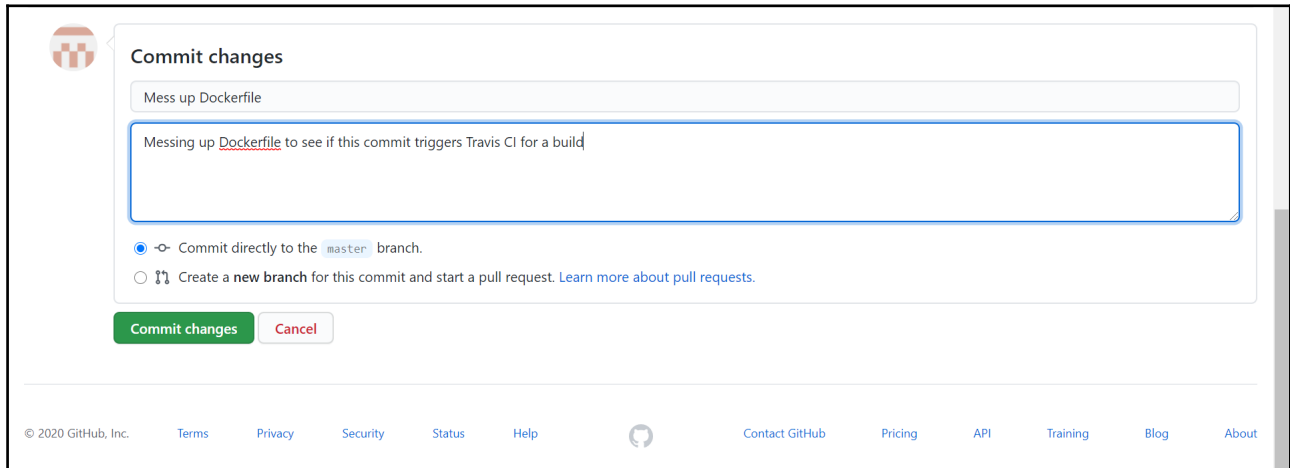 Commit changes
Mess up Dockerfile
Messing up Dockerfile to see if this commit triggers Travis CI for a build
Commit directly to the master branch.
Create a new branch for this commit and start a pull request. Learn more about pull requests.
Commit changes Cancel
© 2020 GitHub, Inc. Terms Privacy Security Status Help Contact GitHub Pricing API Training Blog About